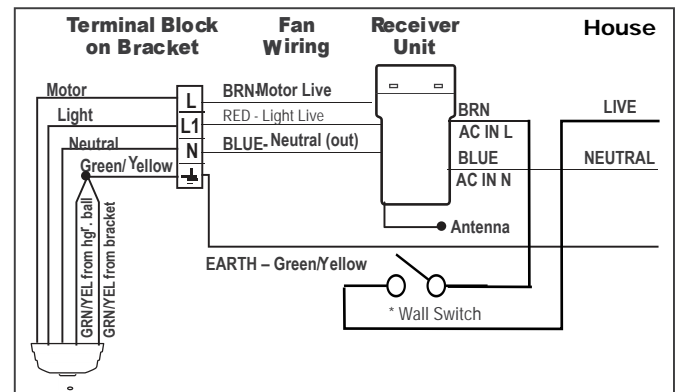 Terminal Block on Bracket
Fan Wiring
Receiver Unit
House
Motor
Light
Neutral
Green/ Yellow
L
L1
N
BRN-Motor Live
RED - Light Live
BLUE- Neutral (out)
BRN
AC IN L
BLUE
AC IN N
LIVE
NEUTRAL
Antenna
EARTH – Green/Yellow
* Wall Switch
GRN/YEL from hgr. ball
GRN/YEL from bracket